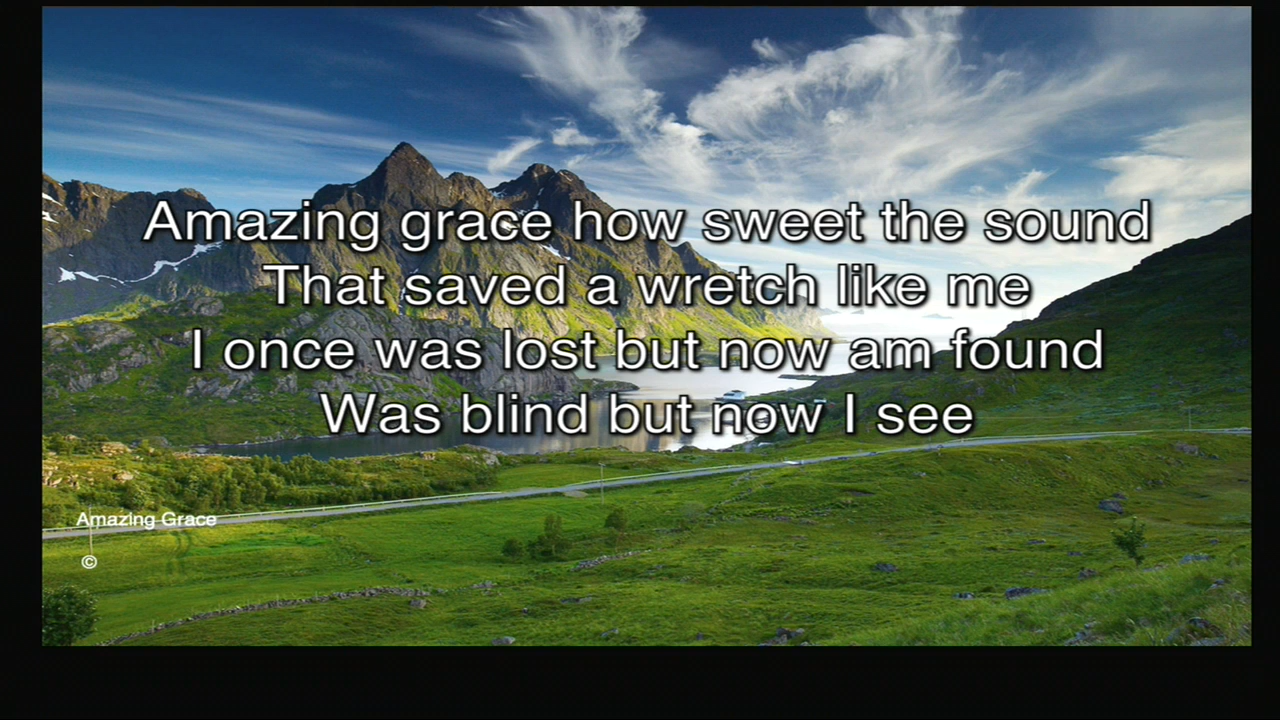 Amazing grace how sweet the sound
That saved a wretch like me
I once was lost but now am found
Was blind but now I see
Amazing Grace
©